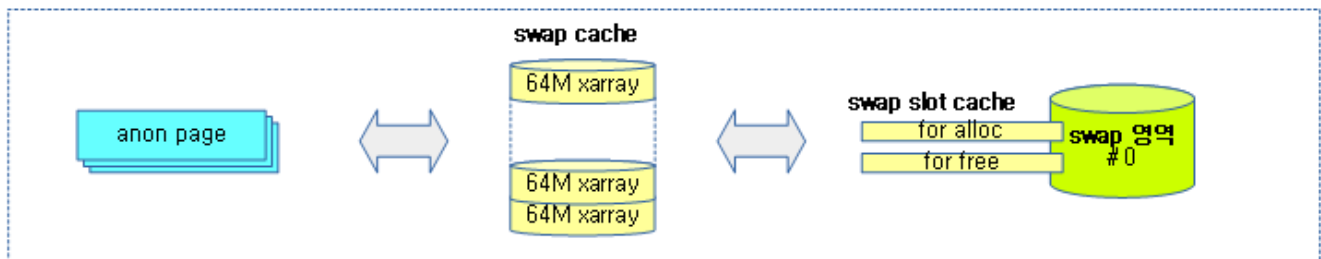 swap cache
64M xarray
swap slot cache
anon page
for alloc
swap 영역
#0
for free
64M xarray
64M xarray